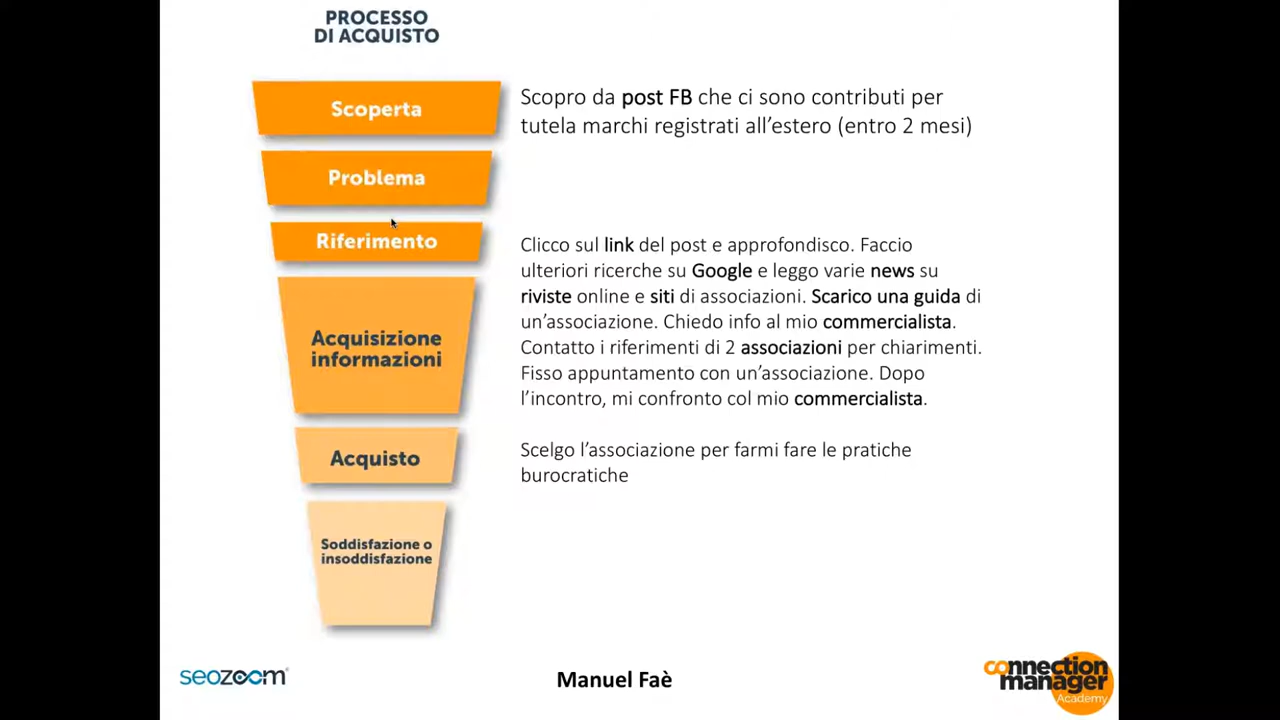 PROCESSO
DI ACQUISTO
Scoperta
Scopro da post FB che ci sono contributi per
tutela marchi registrati all’estero (entro 2 mesi)
Problema
Riferimento
Clicco sul link del post e approfondisco. Faccio
ulteriori ricerche su Google e leggo varie news su
riviste online e siti di associazioni. Scarico una guida di
un’associazione. Chiedo info al mio commercialista.
Contatto i riferimenti di 2 associazioni per chiarimenti.
Fisso appuntamento con un’associazione. Dopo
l’incontro, mi confronto col mio commercialista.
Acquisizione
informazioni
Acquisto
Scelgo l’associazione per farmi fare le pratiche
burocratiche
Soddisfazione o
insoddisfazione
seozoom
Manuel Faè
connection
manager
Academy